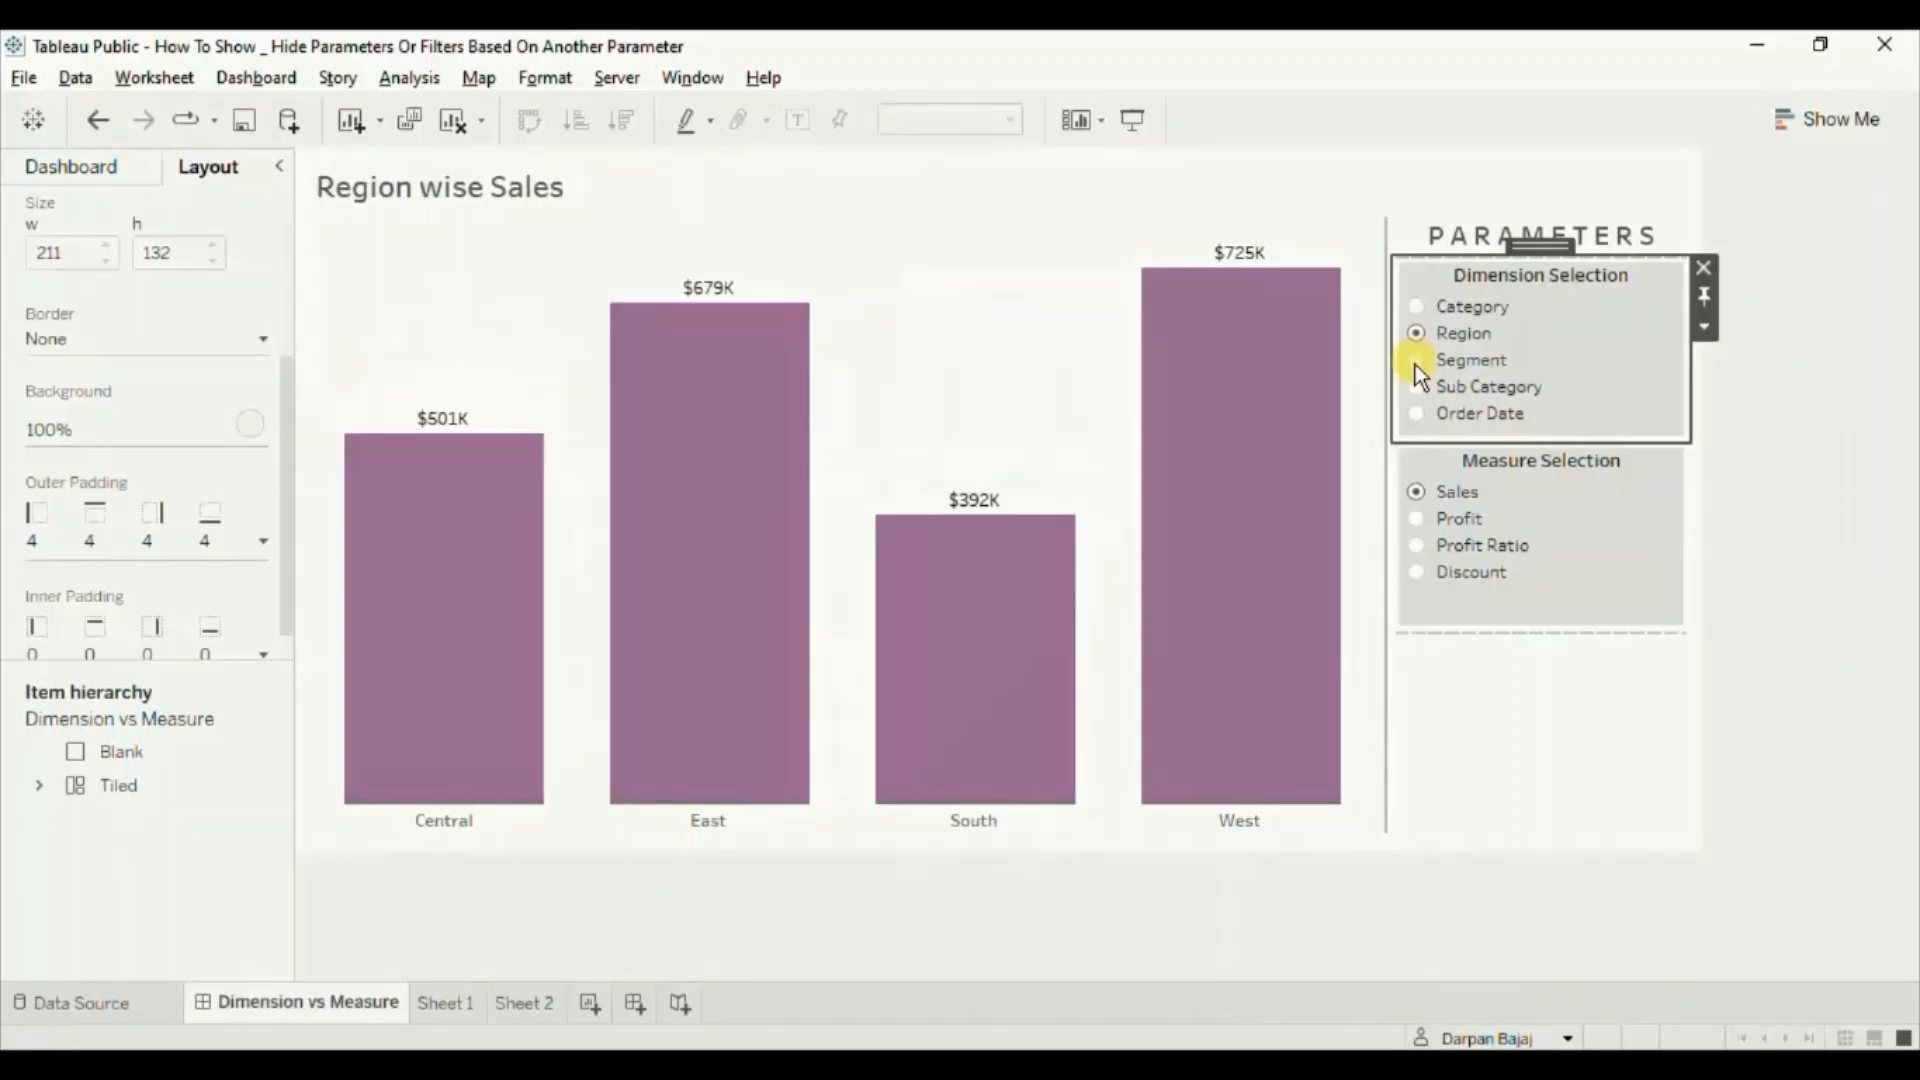 Tableau Public - How To Show _ Hide Parameters Or Filters Based On Another Parameter
File Data Worksheet Dashboard Story Analysis Map Format Server Window Help
Show Me
Dashboard Layout
Size
w h
211 132
Border
None
Background
100%
Outer Padding
4 4 4 4
Inner Padding
0 0 0 0
Item hierarchy
Dimension vs Measure
Blank
Tiled
Region wise Sales
$501K
$679K
$392K
$725K
Central East South West
PARAMETERS
Dimension Selection
Category
Region
Segment
Sub Category
Order Date
Measure Selection
Sales
Profit
Profit Ratio
Discount
Data Source Dimension vs Measure Sheet 1 Sheet 2
Darpan Bajaj